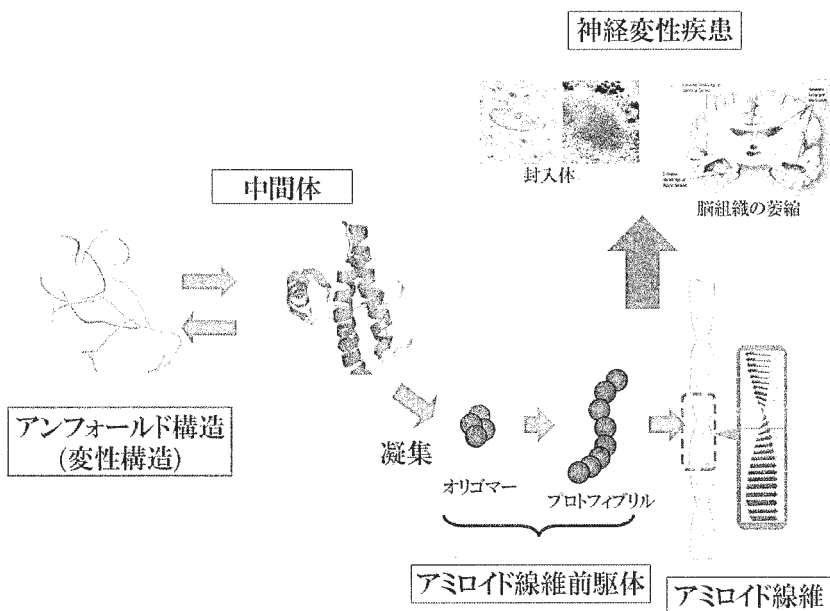 神経変性疾患
封入体
脳組織の萎縮
中間体
アンフォールド構造
(変性構造)
凝集
オリゴマー
プロトフィブリル
アミロイド線維前駆体
アミロイド線維